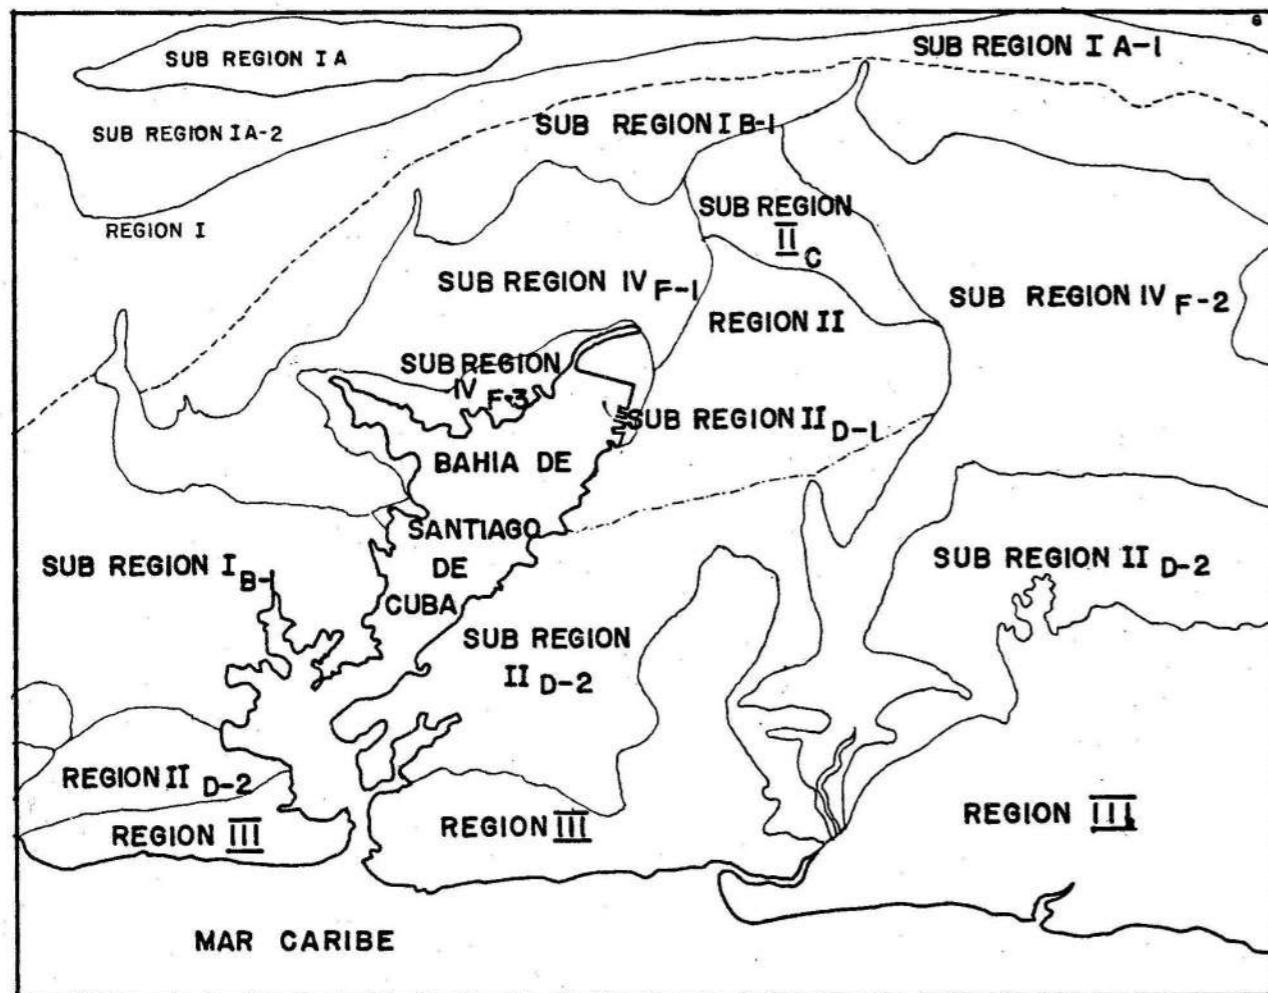 6
SUB REGION I A-1
SUB REGION I A
SUB REGION I B-1
SUB REGION IA-2
SUB REGION
II C
REGION I
SUB REGION IV F-1
SUB REGION IV F-2
REGION II
SUB REGION
IV F-3
SUB REGION II D-1
BAHIA DE
SANTIAGO
DE
CUBA
SUB REGION I B-1
SUB REGION II D-2
SUB REGION
II D-2
REGION II D-2
REGION III
REGION III
REGION III
MAR CARIBE